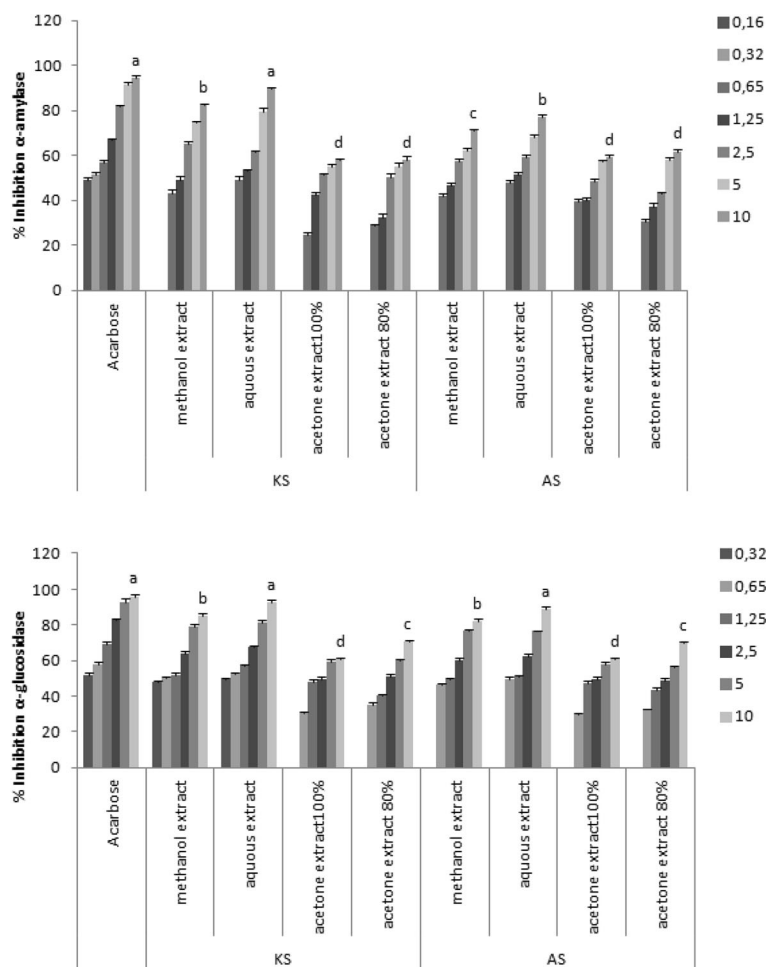 % Inhibition α-amylase
120
100
80
60
40
20
0
a
b
a
d
d
c
b
d
d
Acarbose
methanol extract
aquous extract
acetone extract100%
acetone extract 80%
methanol extract
aquous extract
acetone extract100%
acetone extract 80%
KS
AS
0,16
0,32
0,65
1,25
2,5
5
10
% Inhibition α-glucosidase
120
100
80
60
40
20
0
a
b
a
d
c
b
a
d
c
Acarbose
methanol extract
aquous extract
acetone extract100%
acetone extract 80%
methanol extract
aquous extract
acetone extract100%
acetone extract 80%
KS
AS
0,32
0,65
1,25
2,5
5
10